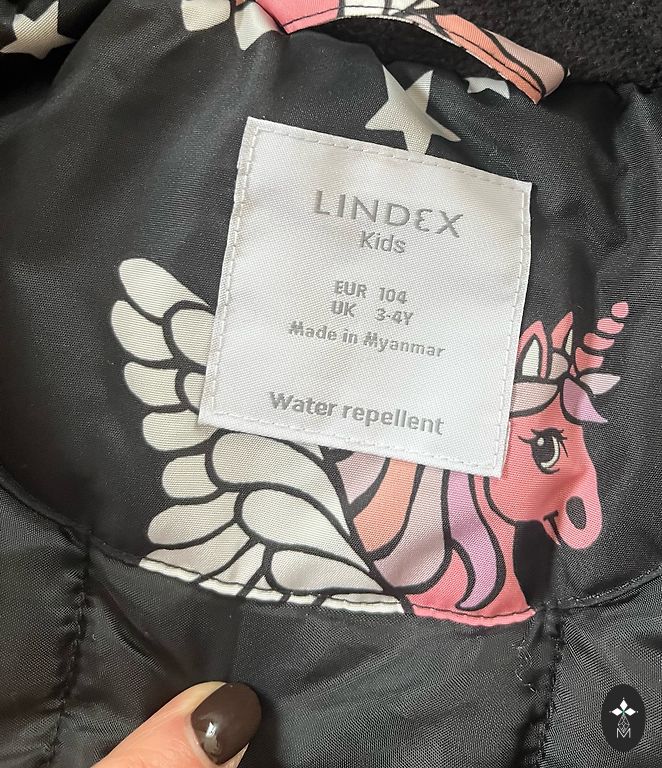 LINDEX
Kids
EUR 104
UK 3-4Y
Made in Myanmar
Water repellent
M